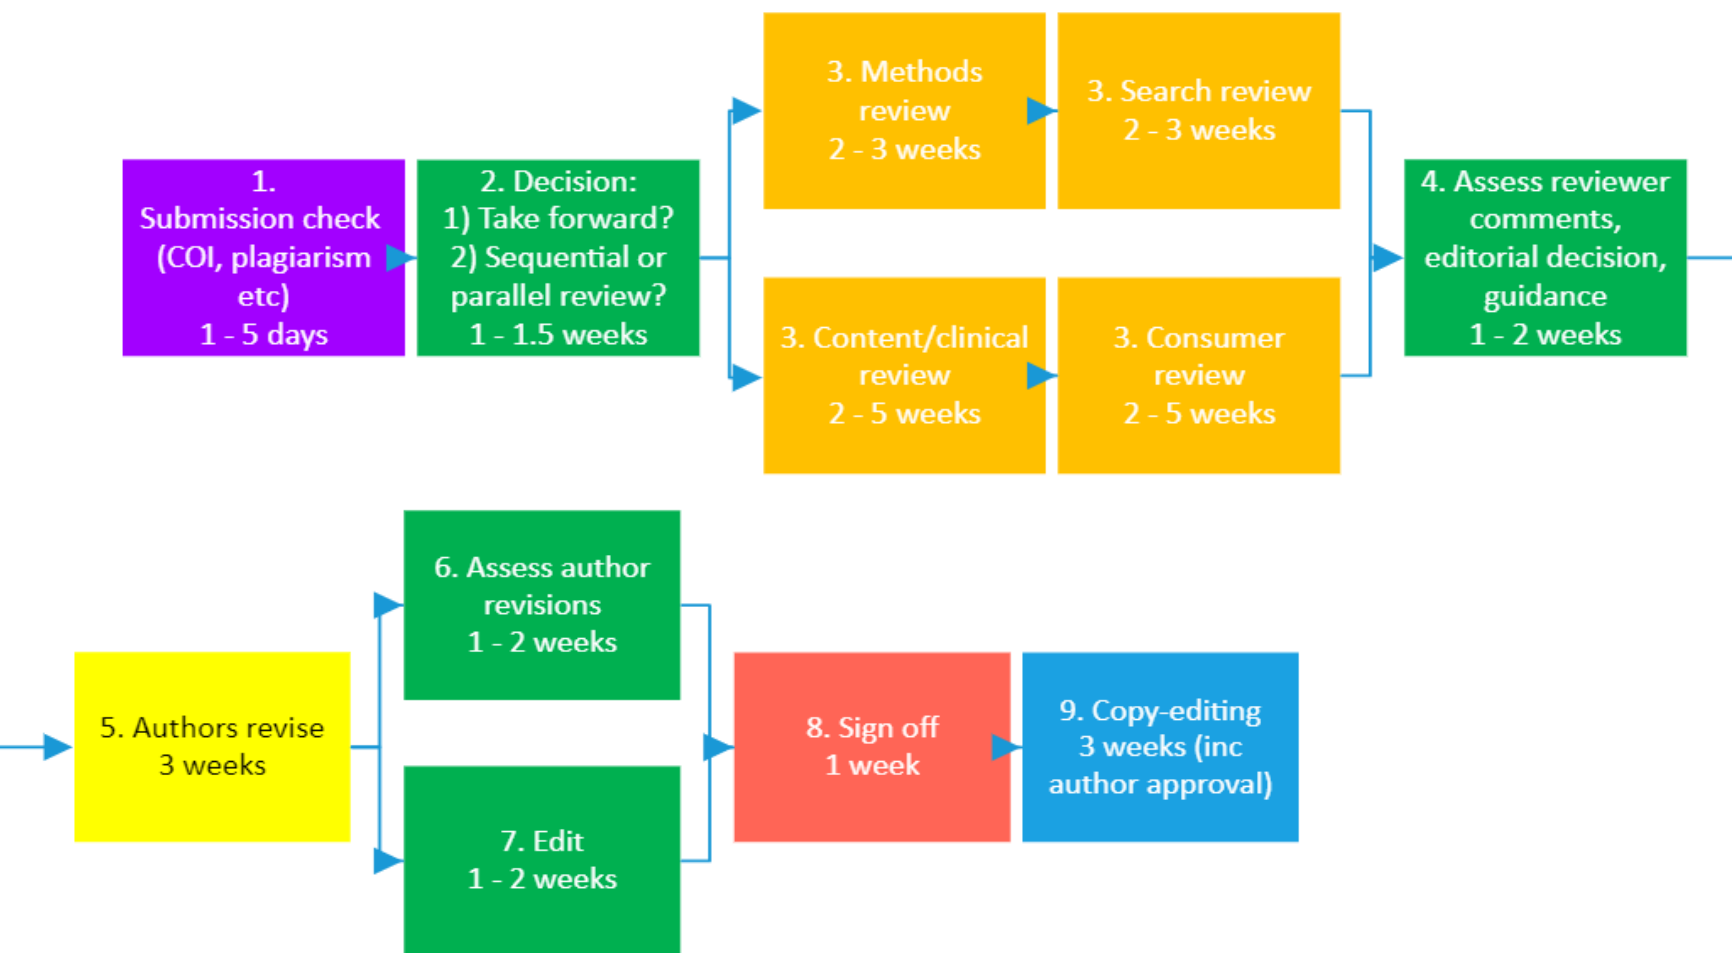 1.
Submission check
(COI, plagiarism
etc)
1 - 5 days
2. Decision:
1) Take forward?
2) Sequential or
parallel review?
1 - 1.5 weeks
3. Methods
review
2 - 3 weeks
3. Search review
2 - 3 weeks
3. Content/clinical
review
2 - 5 weeks
3. Consumer
review
2 - 5 weeks
4. Assess reviewer
comments,
editorial decision,
guidance
1 - 2 weeks
5. Authors revise
3 weeks
6. Assess author
revisions
1 - 2 weeks
7. Edit
1 - 2 weeks
8. Sign off
1 week
9. Copy-editing
3 weeks (inc
author approval)